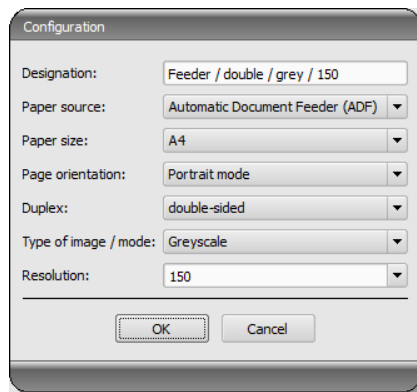 Configuration
Designation: Feeder / double / grey / 150
Paper source: Automatic Document Feeder (ADF)
Paper size: A4
Page orientation: Portrait mode
Duplex: double-sided
Type of image / mode: Greyscale
Resolution: 150
OK Cancel